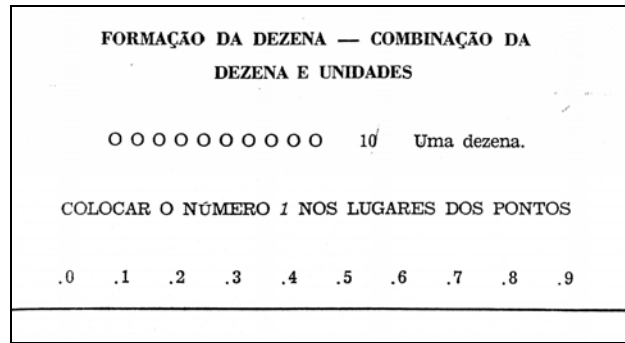 FORMAÇÃO DA DEZENA — COMBINAÇÃO DA
DEZENA E UNIDADES
O O O O O O O O O O 10 Uma dezena.
COLOCAR O NÚMERO 1 NOS LUGARES DOS PONTOS
.0 .1 .2 .3 .4 .5 .6 .7 .8 .9